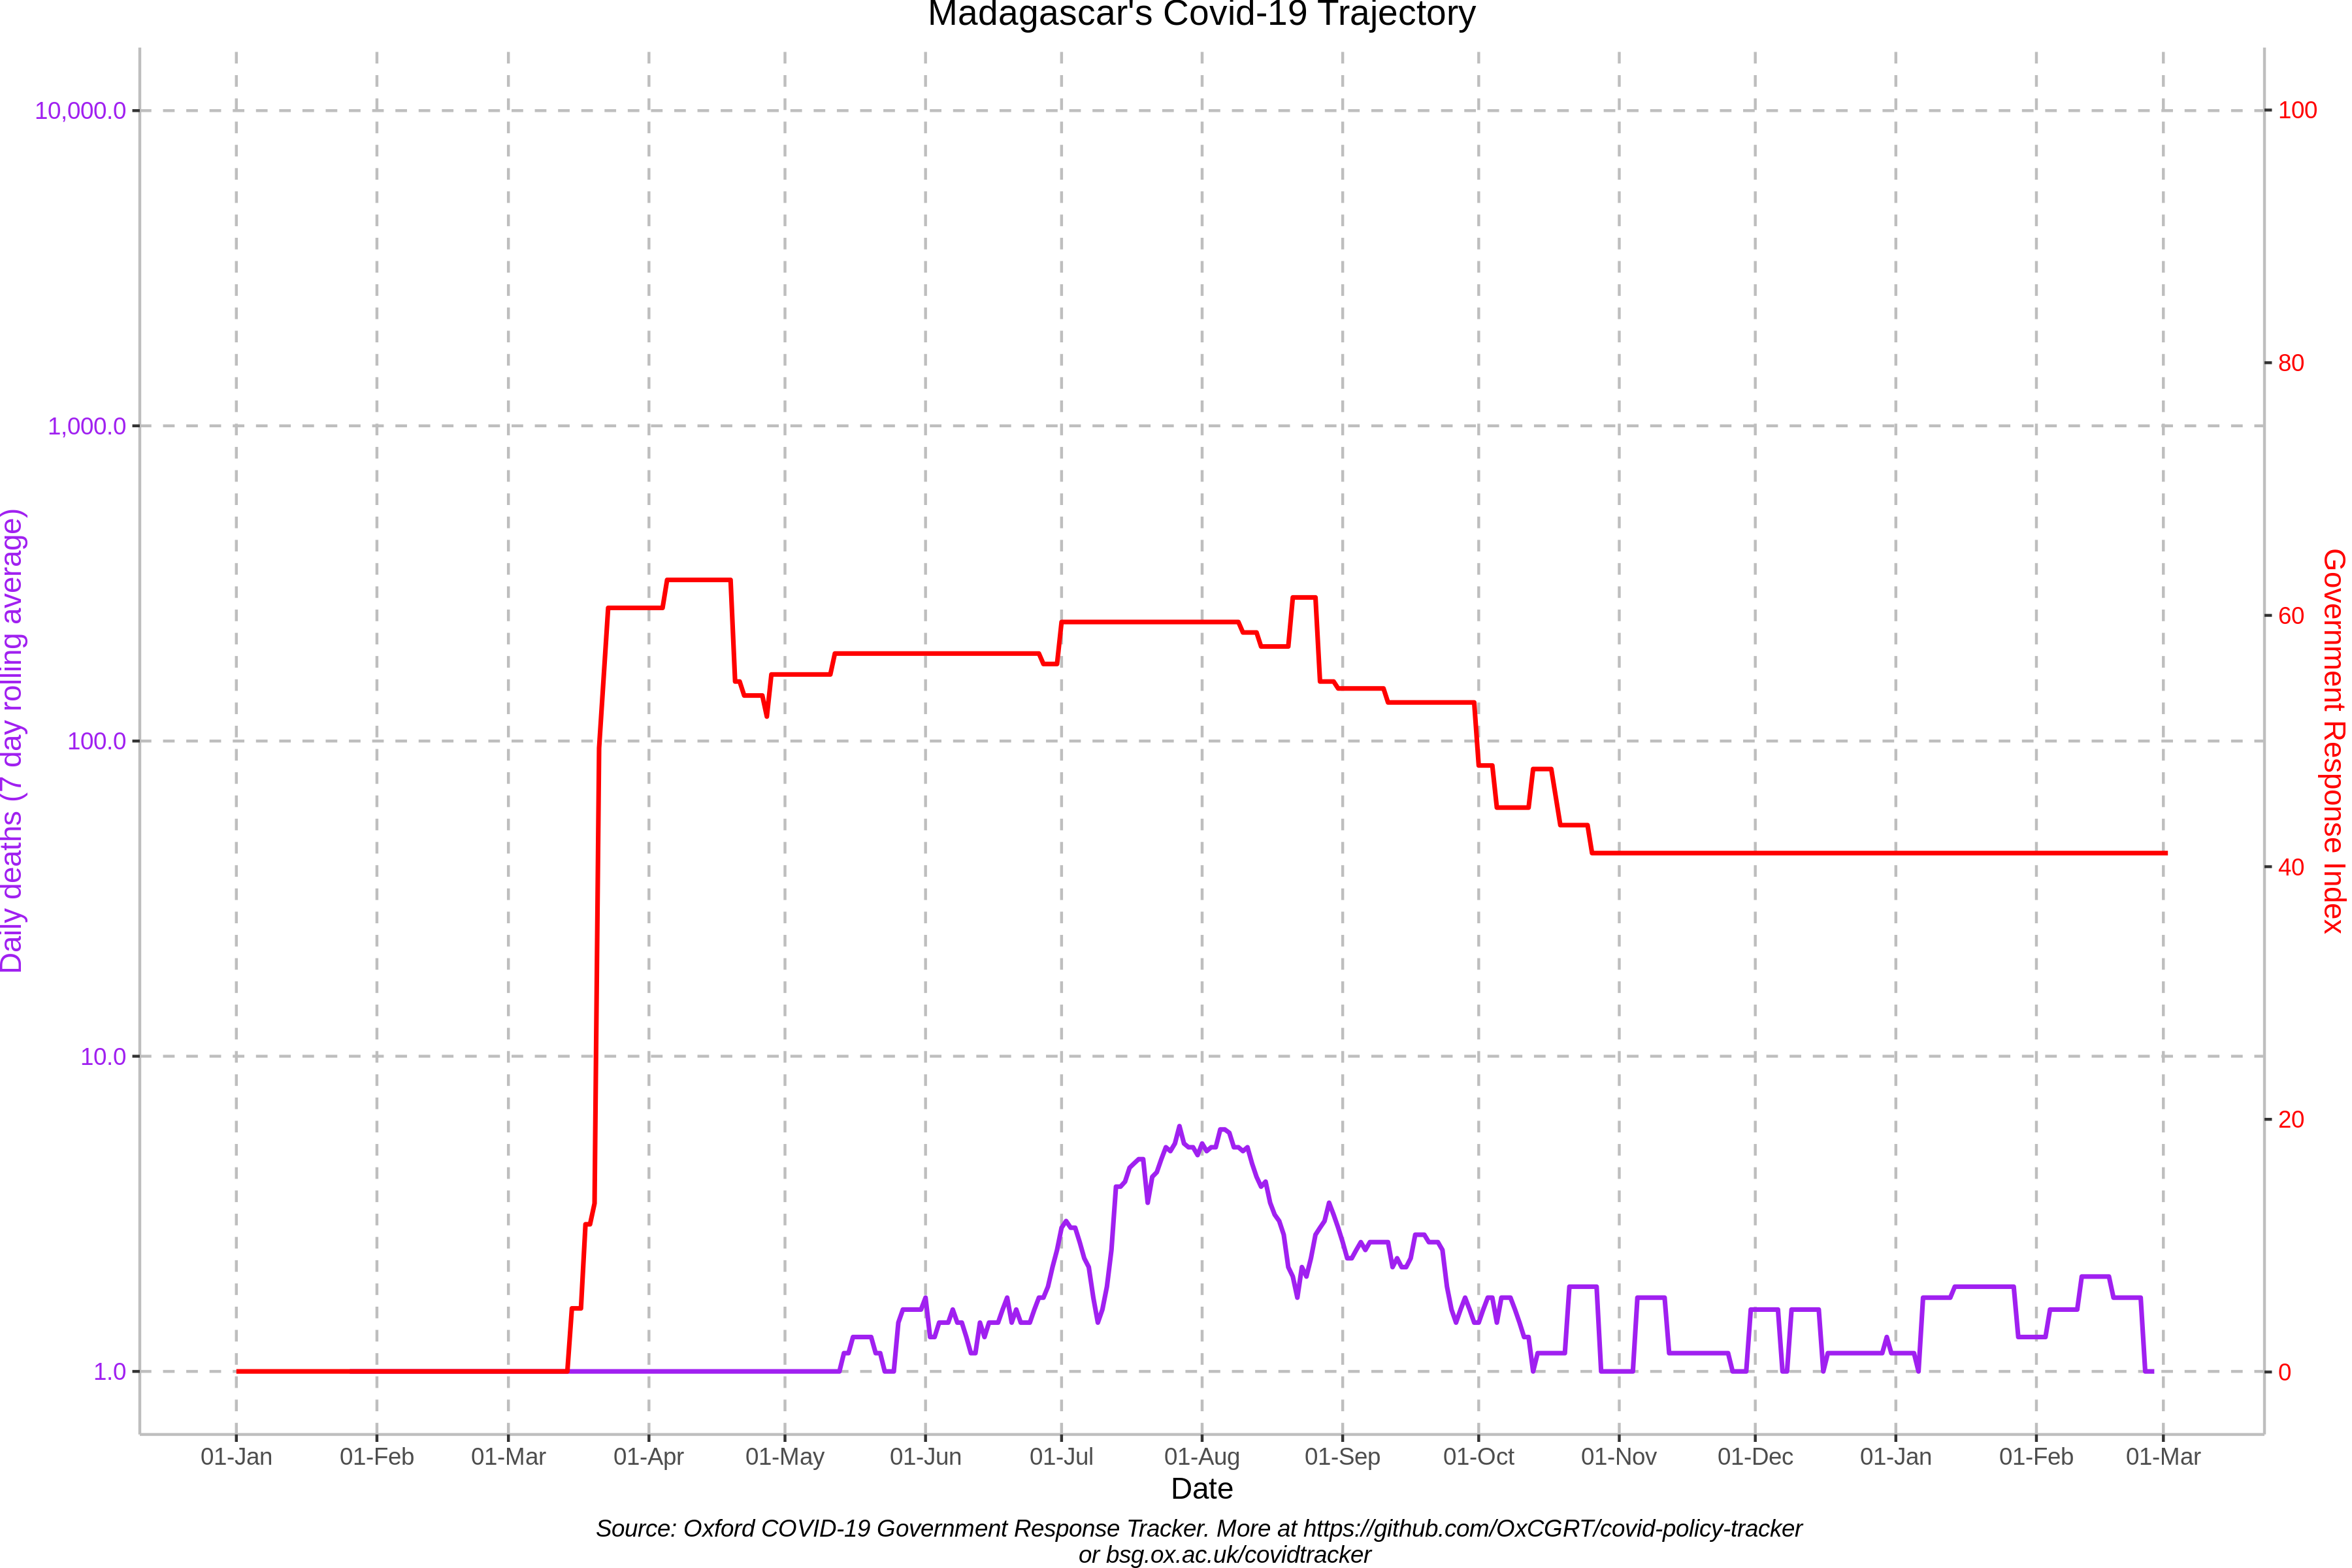 Madagascar's Covid-19 Trajectory
10,000.0
1,000.0
100.0
10.0
1.0
Daily deaths (7 day rolling average)
100
80
60
40
20
0
Government Response Index
01-Jan 01-Feb 01-Mar 01-Apr 01-May 01-Jun 01-Jul 01-Aug 01-Sep 01-Oct 01-Nov 01-Dec 01-Jan 01-Feb 01-Mar
Date
Source: Oxford COVID-19 Government Response Tracker. More at https://github.com/OxCGRT/covid-policy-tracker
or bsg.ox.ac.uk/covidtracker